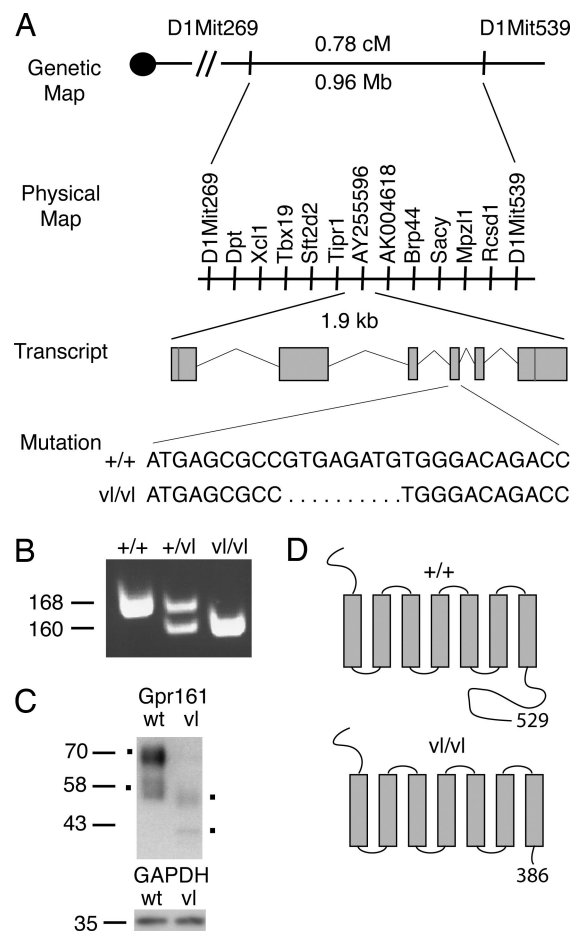 A
D1Mit269 D1Mit539
Genetic Map
0.78 cM
0.96 Mb
Physical Map
D1Mit269
Dpt
Xcl1
Tbx19
Sft2d2
Tipr1
AY255596
AK004618
Brp44
Sacy
Mpzl1
Rcsd1
D1Mit539
1.9 kb
Transcript
Mutation
+/+ ATGAGCGCCGTGAGATGTGGGACAGACC
vl/vl ATGAGCGCC . . . . . . . . . . TGGGACAGACC
B
+/+ +/vl vl/vl
168
160
C
Gpr161
wt vl
70
58
43
GAPDH
wt vl
35
D
+/+
529
vl/vl
386